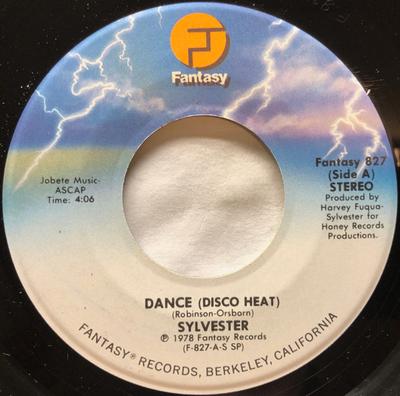 Fantasy
Jobete Music-
ASCAP
Time: 4:06
Fantasy 827
(Side A)
STEREO
Produced by
Harvey Fuqua-
Sylvester for
Honey Records
Productions.
DANCE (DISCO HEAT)
(Robinson-Orsborn)
SYLVESTER
℗ 1978 Fantasy Records
(F-827-A-S SP)
FANTASY® RECORDS, BERKELEY, CALIFORNIA